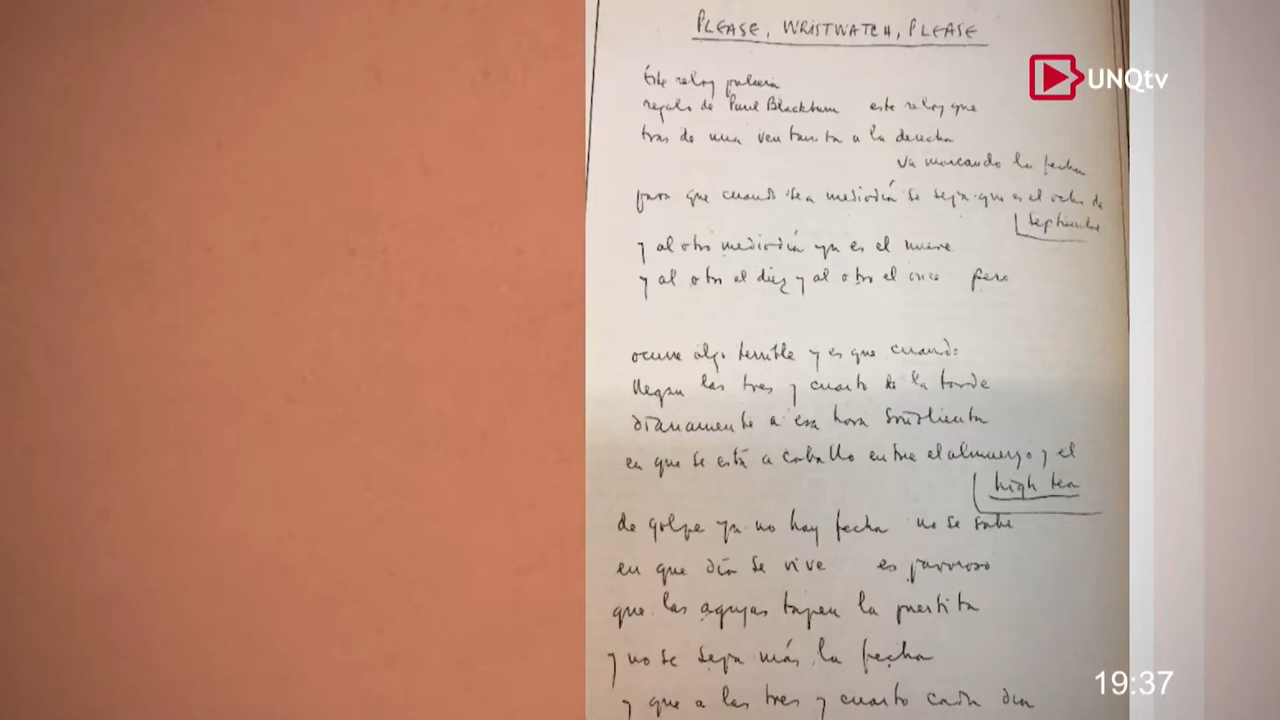 PLEASE, WRISTWATCH, PLEASE
Este reloj pulsera
regalo de Paul Blackburn este reloj que
tras de una ventanita a la derecha
va marcando la fecha
para que cuando sea mediodía se sepa que es el ocho de
septiembre
y al otro mediodía ya es el nueve
y al otro el diez y al otro el once pero
ocurre algo terrible y es que cuando
llegan las tres y cuarto de la tarde
diariamente a esa hora soñolienta
en que se está a caballo entre el almuerzo y el
high tea
de golpe ya no hay fecha no se sabe
en que día se vive es pavoroso
que las agujas tapen la puertita
y no se sepa más la fecha
y que a las tres y cuarto cada día
UNQtv
19:37